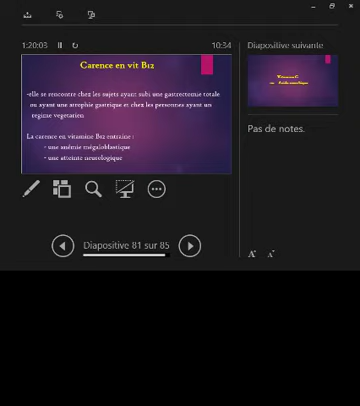 1:20:03
10:34
Diapositive suivante
Carence en vit B12
-elle se rencontre chez les sujets ayant subi une gastrectomie totale
ou ayant une atrophie gastrique et chez les personnes ayant un
regime vegetarien
La carence en vitamine B12 entraine :
- une anémie mégaloblastique
- une atteinte neurologique
Vitamine C
ou
Pas de notes.
Diapositive 81 sur 85
A A